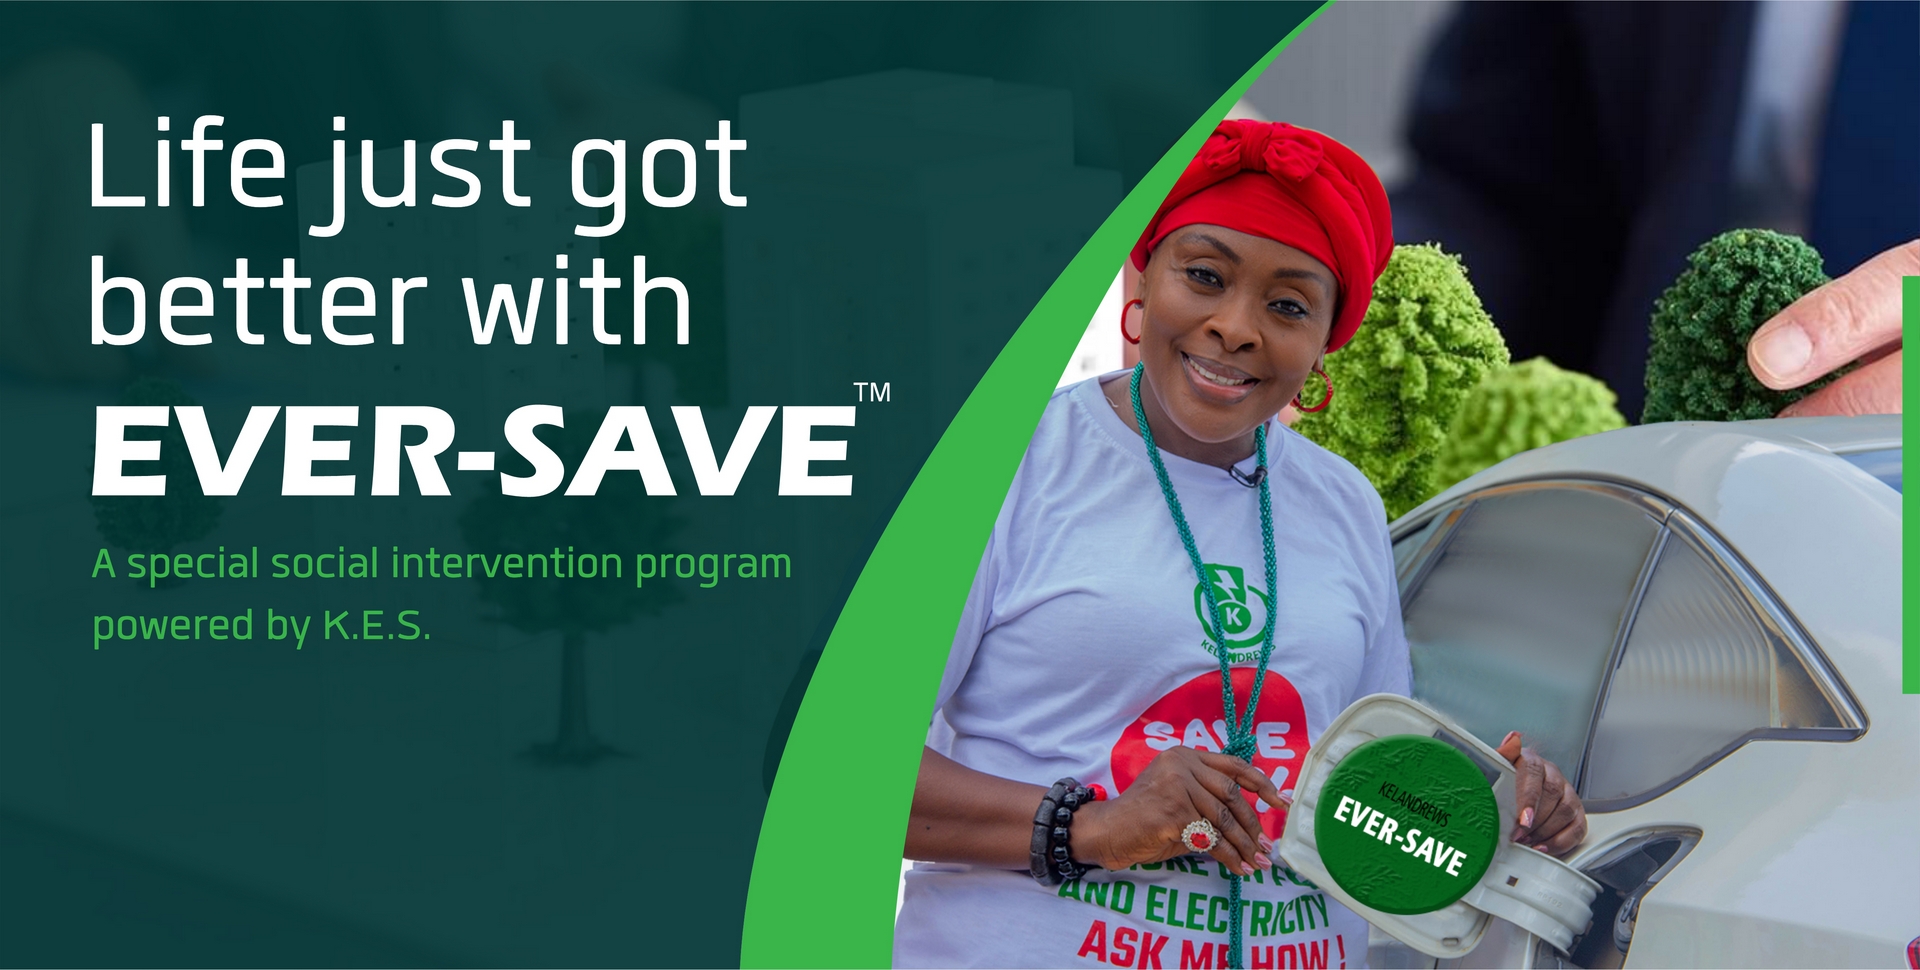 Life just got
better with
EVER-SAVE™
A special social intervention program
powered by K.E.S.
K
SAVE
AND ELECTRICITY
ASK ME HOW !
KELANDREWS
EVER-SAVE